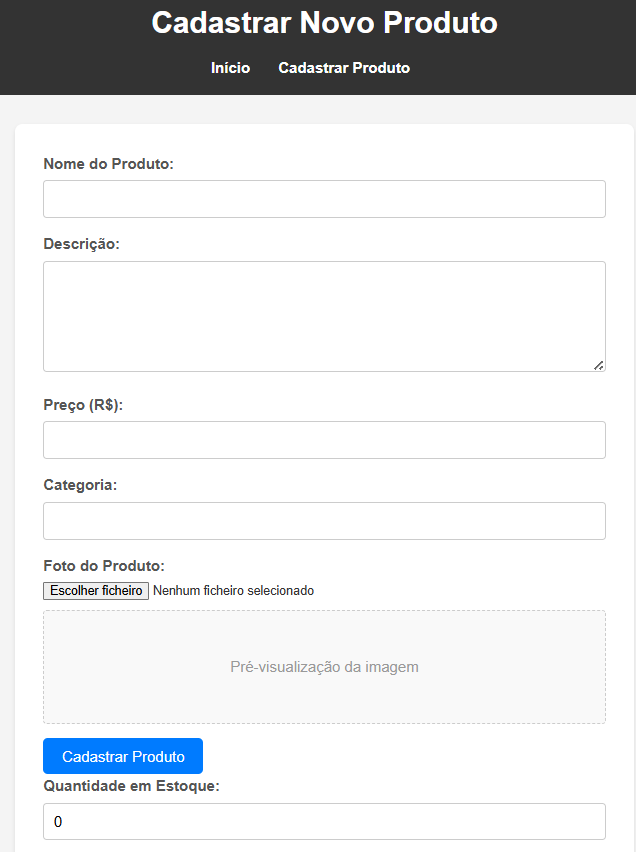 Cadastrar Novo Produto
Início Cadastrar Produto
Nome do Produto:
Descrição:
Preço (R$):
Categoria:
Foto do Produto:
Escolher ficheiro Nenhum ficheiro selecionado
Pré-visualização da imagem
Cadastrar Produto
Quantidade em Estoque:
0